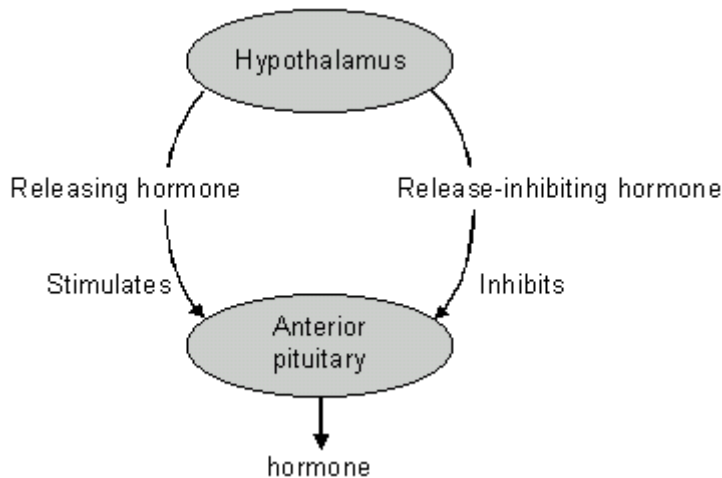 Hypothalamus
Releasing hormone
Release-inhibiting hormone
Stimulates
Inhibits
Anterior
pituitary
hormone